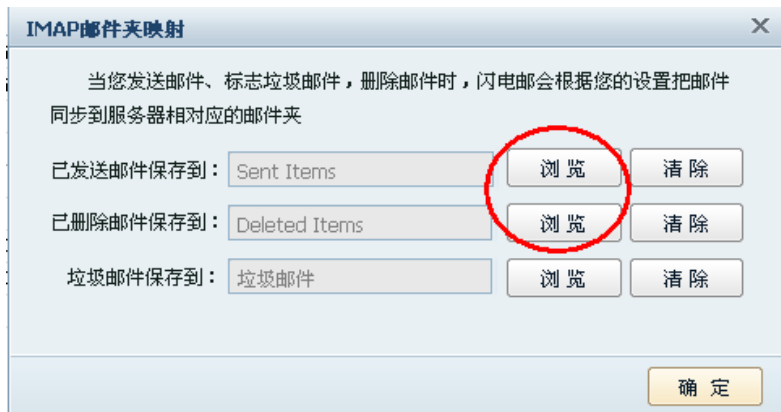 IMAP邮件夹映射
当您发送邮件、标志垃圾邮件，删除邮件时，闪电邮会根据您的设置把邮件
同步到服务器相对应的邮件夹
已发送邮件保存到： Sent Items 浏览 清除
已删除邮件保存到： Deleted Items 浏览 清除
垃圾邮件保存到： 垃圾邮件 浏览 清除
确 定